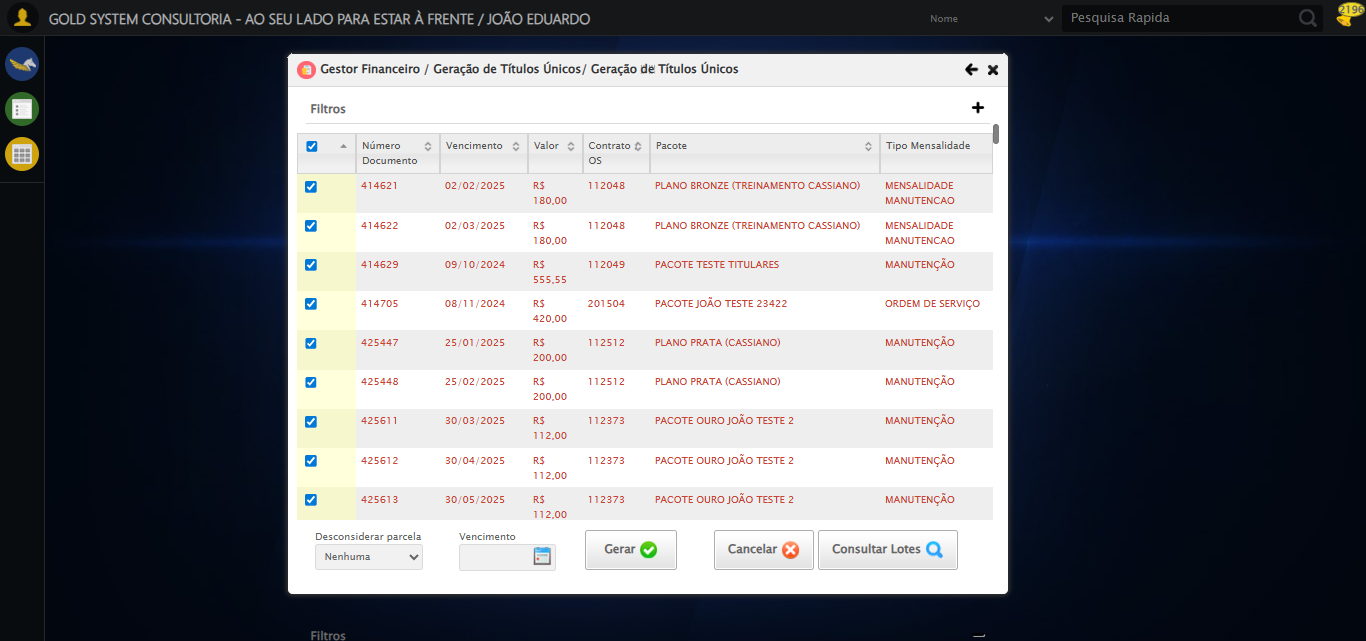 GOLD SYSTEM CONSULTORIA - AO SEU LADO PARA ESTAR À FRENTE / JOÃO EDUARDO
Nome
Pesquisa Rapida
2196
Gestor Financeiro / Geração de Títulos Únicos/ Geração de Títulos Únicos
Filtros
Número Documento Vencimento Valor Contrato OS Pacote Tipo Mensalidade
414621 02/02/2025 R$ 180,00 112048 PLANO BRONZE (TREINAMENTO CASSIANO) MENSALIDADE MANUTENCAO
414622 02/03/2025 R$ 180,00 112048 PLANO BRONZE (TREINAMENTO CASSIANO) MENSALIDADE MANUTENCAO
414629 09/10/2024 R$ 555,55 112049 PACOTE TESTE TITULARES MANUTENÇÃO
414705 08/11/2024 R$ 420,00 201504 PACOTE JOÃO TESTE 23422 ORDEM DE SERVIÇO
425447 25/01/2025 R$ 200,00 112512 PLANO PRATA (CASSIANO) MANUTENÇÃO
425448 25/02/2025 R$ 200,00 112512 PLANO PRATA (CASSIANO) MANUTENÇÃO
425611 30/03/2025 R$ 112,00 112373 PACOTE OURO JOÃO TESTE 2 MANUTENÇÃO
425612 30/04/2025 R$ 112,00 112373 PACOTE OURO JOÃO TESTE 2 MANUTENÇÃO
425613 30/05/2025 R$ 112,00 112373 PACOTE OURO JOÃO TESTE 2 MANUTENÇÃO
Desconsiderar parcela Vencimento
Nenhuma Gerar Cancelar Consultar Lotes
Filtros